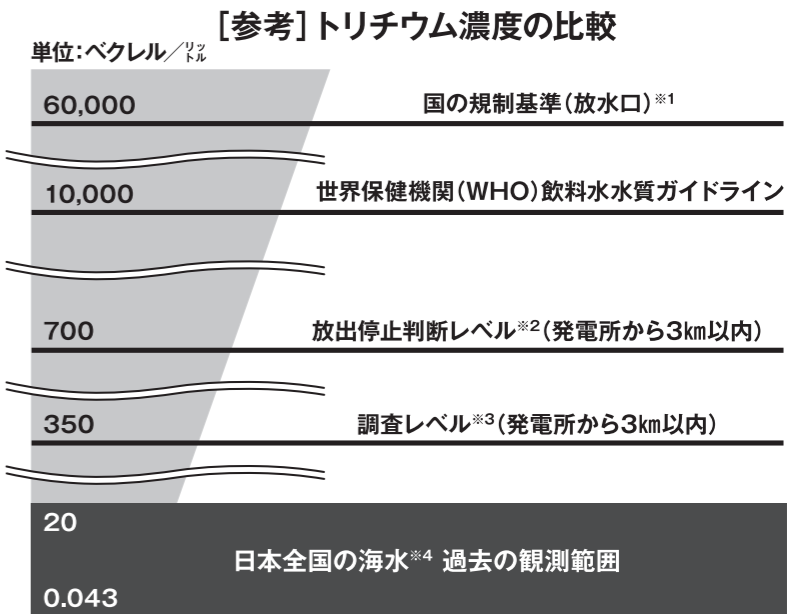 ［参考］トリチウム濃度の比較
単位：ベクレル／リットル
60,000 国の規制基準（放水口）※1
10,000 世界保健機関（WHO）飲料水水質ガイドライン
700 放出停止判断レベル※2（発電所から3㎞以内）
350 調査レベル※3（発電所から3㎞以内）
20
日本全国の海水※4 過去の観測範囲
0.043